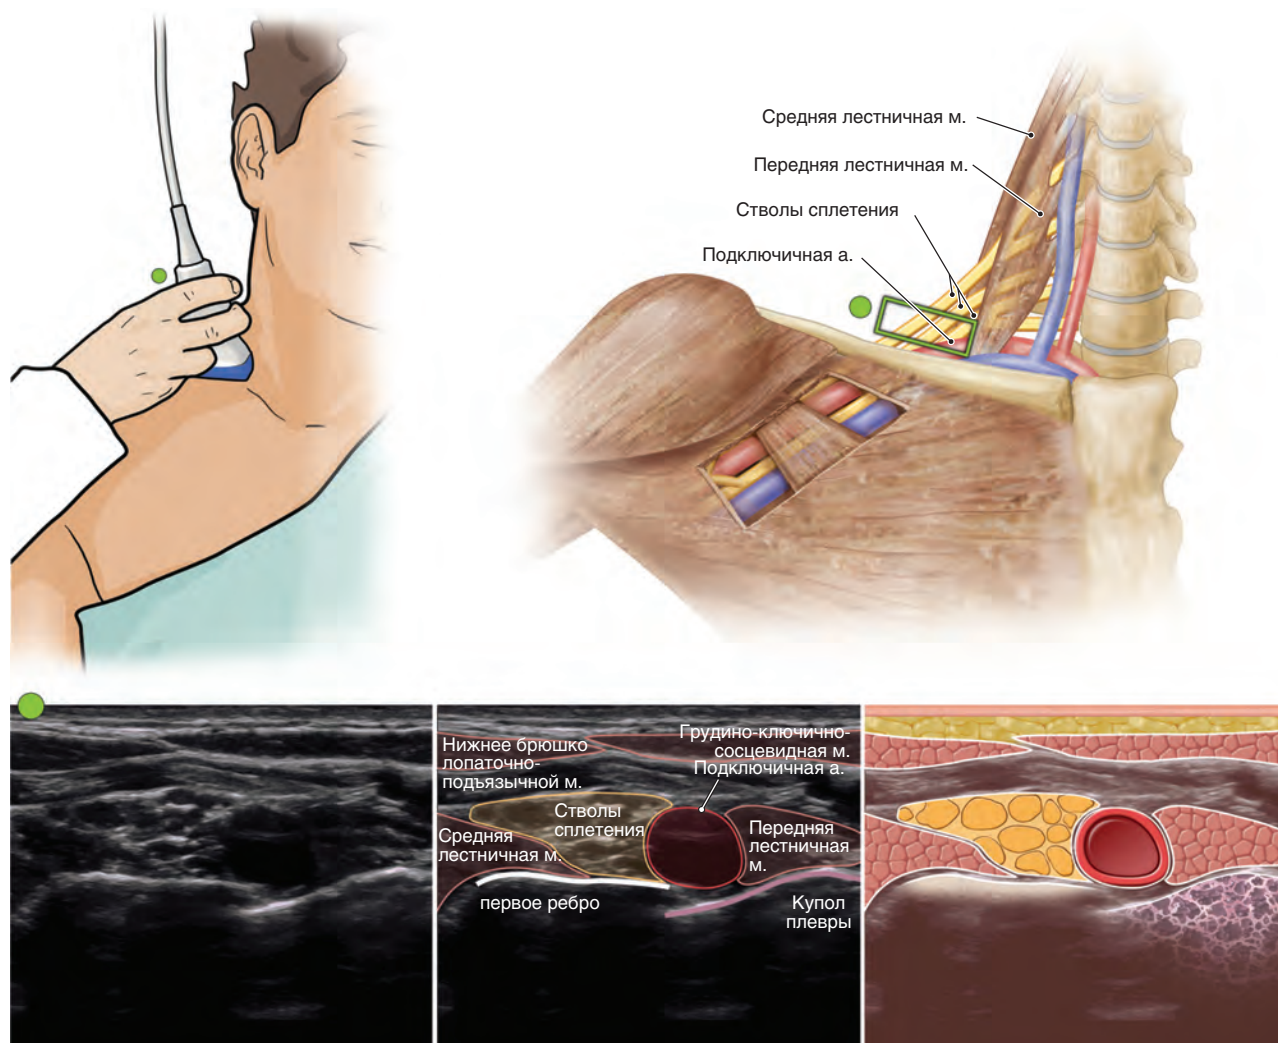 Средняя лестничная м.
Передняя лестничная м.
Стволы сплетения
Подключичная а.
Нижнее брюшко
лопаточно-
подъязычной м.
Грудино-ключично-
сосцевидная м.
Подключичная а.
Стволы
сплетения
Средняя
лестничная м.
Передняя
лестничная
м.
первое ребро
Купол
плевры